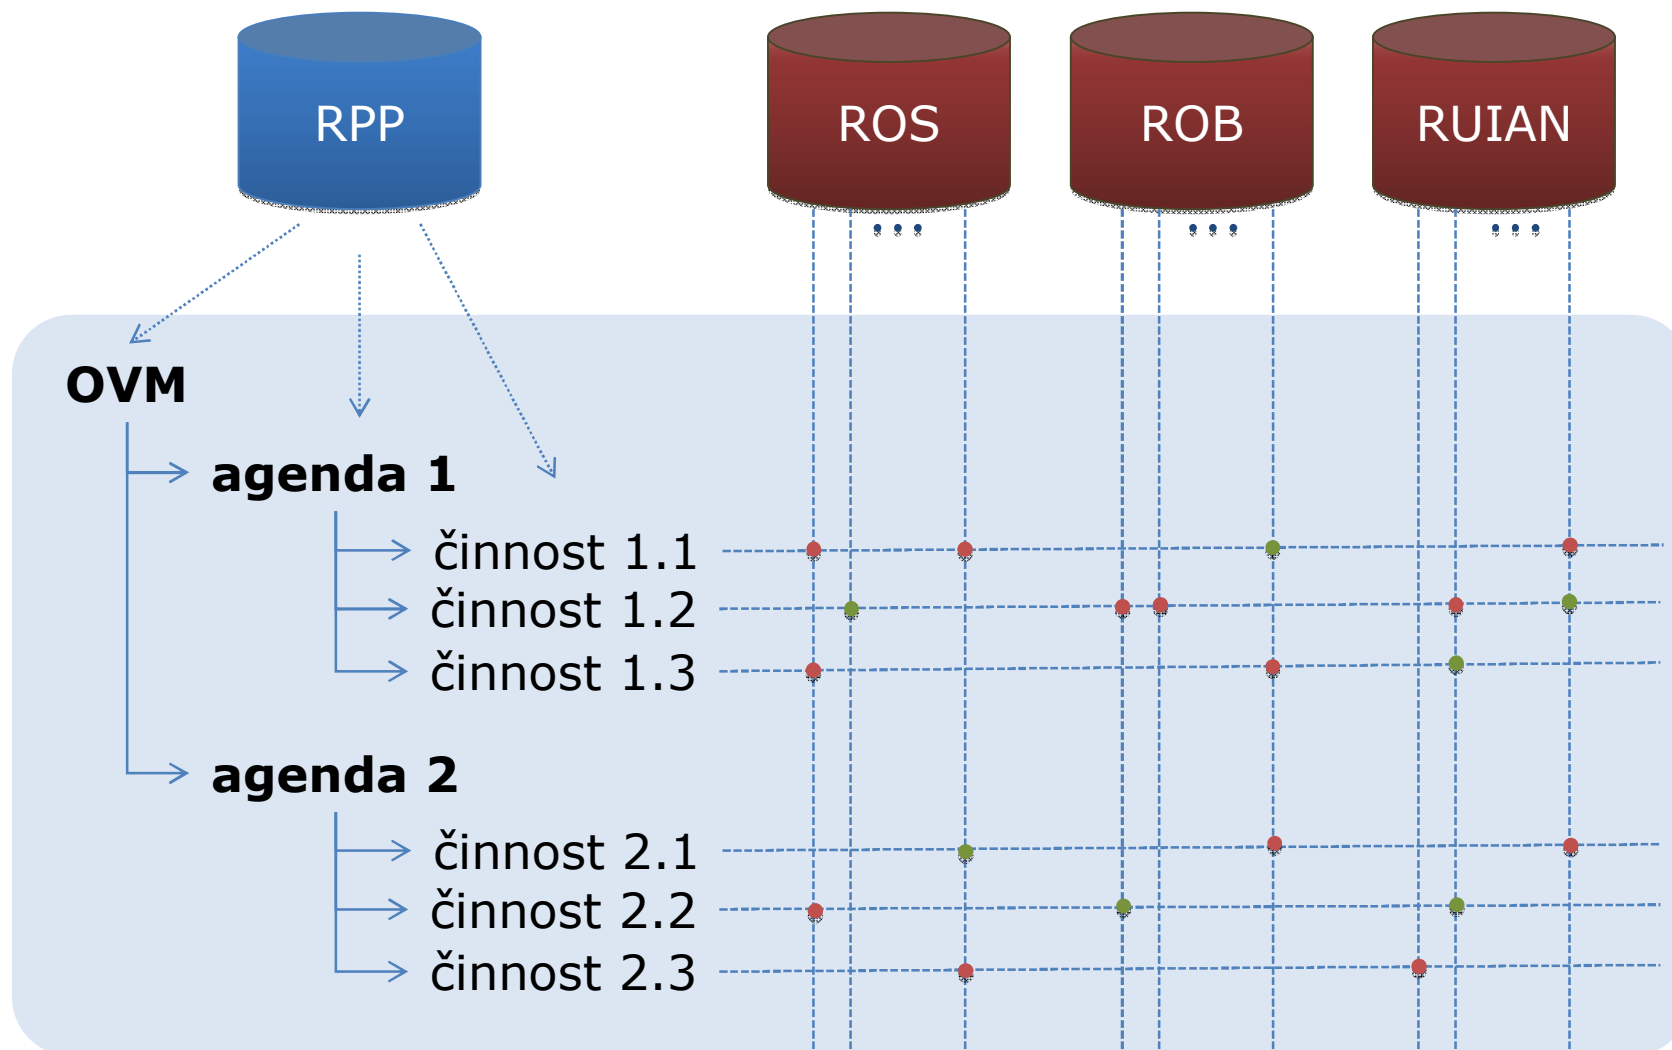 RPP
ROS
ROB
RUIAN
OVM
agenda 1
činnost 1.1
činnost 1.2
činnost 1.3
agenda 2
činnost 2.1
činnost 2.2
činnost 2.3